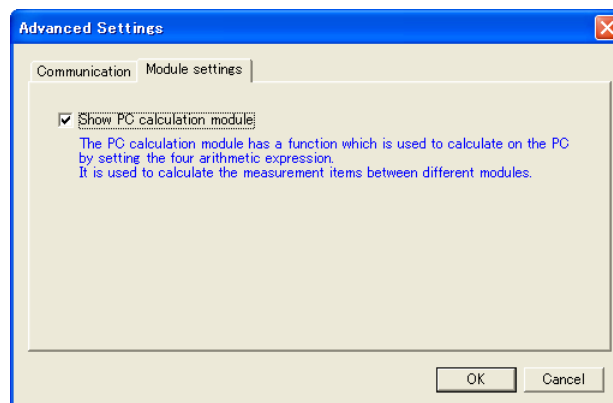 Advanced Settings
Communication
Module settings
Show PC calculation module
The PC calculation module has a function which is used to calculate on the PC
by setting the four arithmetic expression.
It is used to calculate the measurement items between different modules.
OK
Cancel